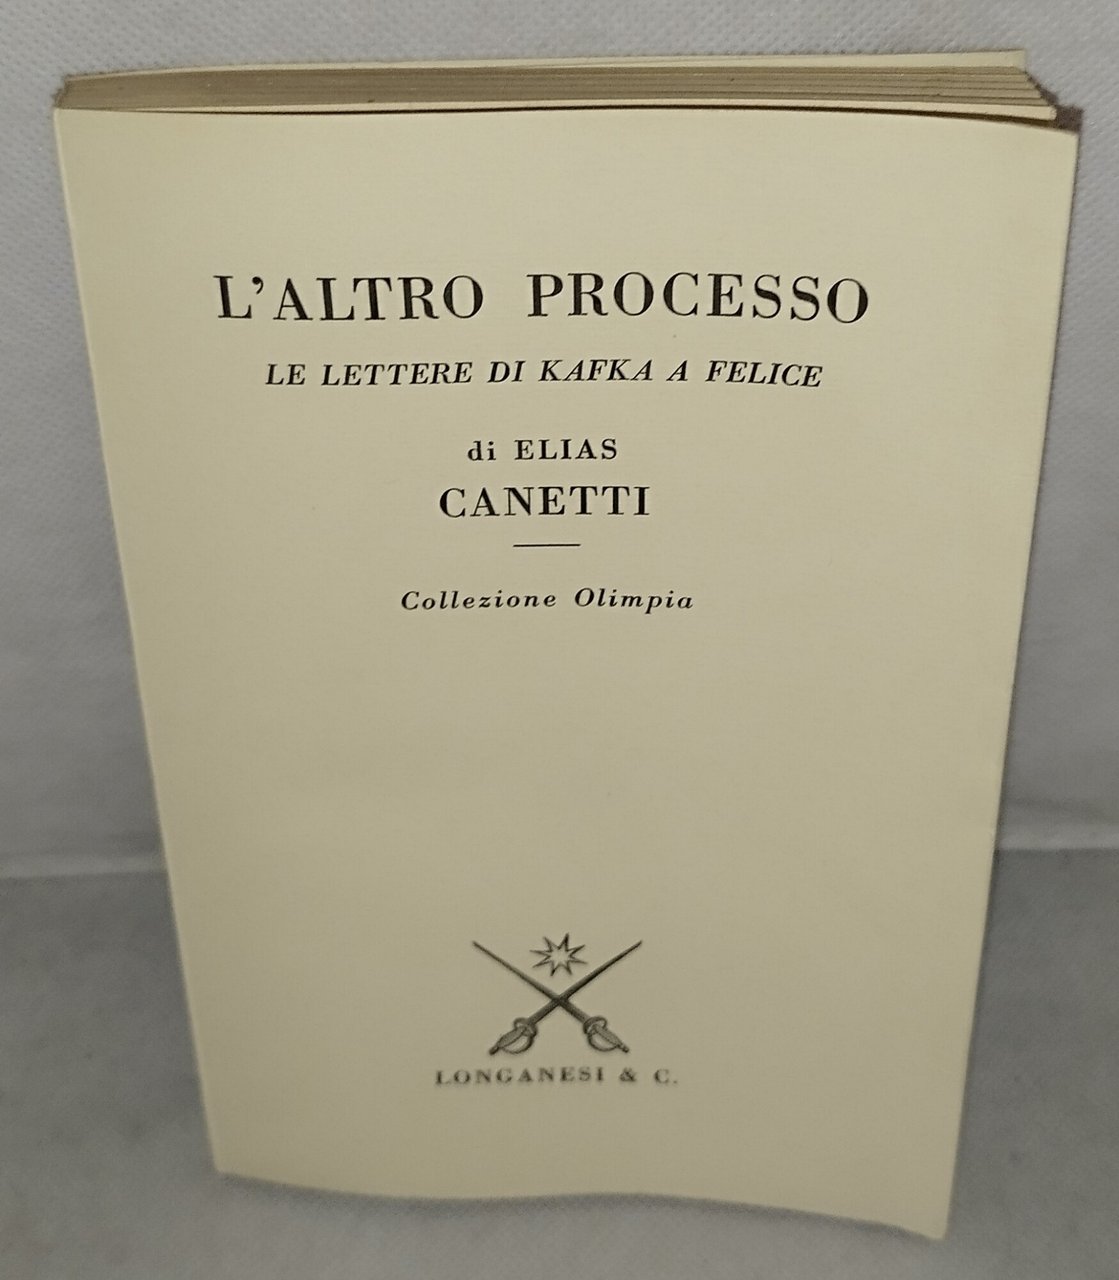 L'ALTRO PROCESSO
LE LETTERE DI KAFKA A FELICE
di ELIAS
CANETTI
Collezione Olimpia
LONGANESI & C.